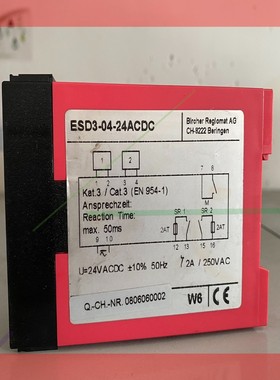 ESD3-04-24ACDC
Bircher Reglomat AG
CH-8222 Beringen
1 2
1 2 3 4
7 8
Kat.3 / Cat.3 (EN 954-1)
Ansprechzeit:
Reaction Time:
max. 50ms
M
SR 1 SR 2
2AT 2AT
9 10
12 13 15 16
U=24VACDC ±10% 50Hz
2A / 250VAC
Q.-CH.-NR. 0806060002
W6 CE